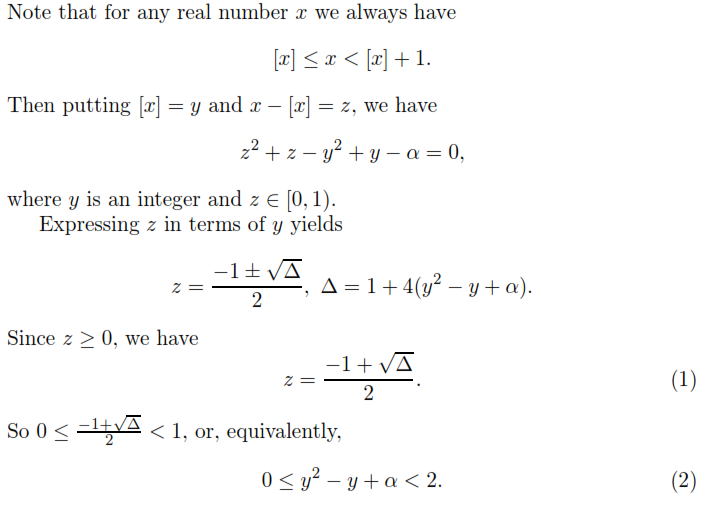 Note that for any real number x we always have
[x] ≤ x < [x] + 1.
Then putting [x] = y and x − [x] = z, we have
z² + z − y² + y − α = 0,
where y is an integer and z ∈ [0, 1).
Expressing z in terms of y yields
z = (−1 ± √Δ)/2, Δ = 1 + 4(y² − y + α).
Since z ≥ 0, we have
z = (−1 + √Δ)/2. (1)
So 0 ≤ (−1+√Δ)/2 < 1, or, equivalently,
0 ≤ y² − y + α < 2. (2)